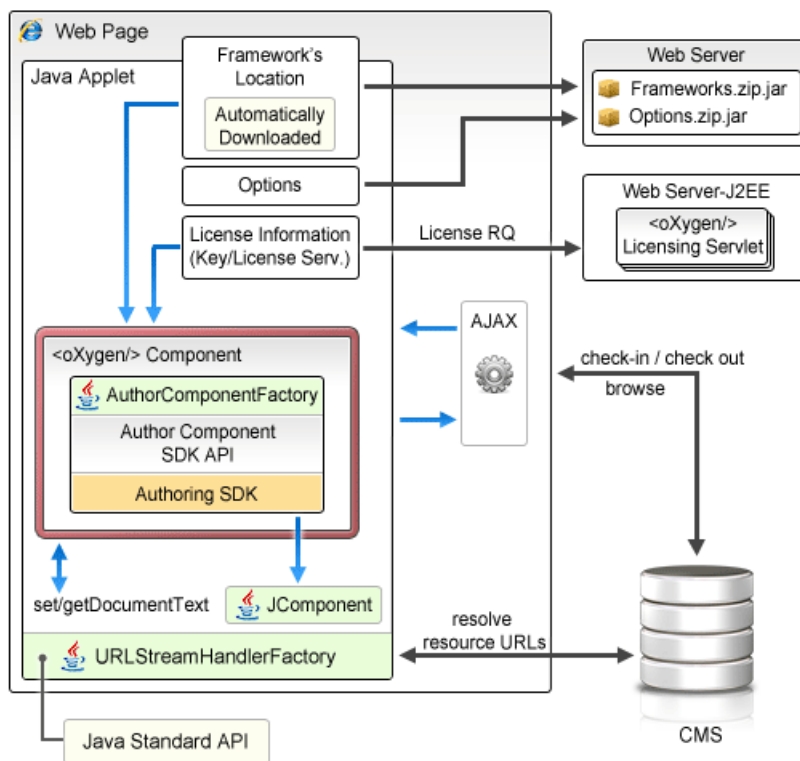 Web Page
Java Applet
Framework's
Location
Automatically
Downloaded
Options
License Information
(Key/License Serv.)
License RQ
Web Server
Frameworks.zip.jar
Options.zip.jar
Web Server-J2EE
<oXygen/>
Licensing Servlet
AJAX
check-in / check out
browse
<oXygen/> Component
AuthorComponentFactory
Author Component
SDK API
Authoring SDK
set/getDocumentText
JComponent
resolve
resource URLs
URLStreamHandlerFactory
CMS
Java Standard API